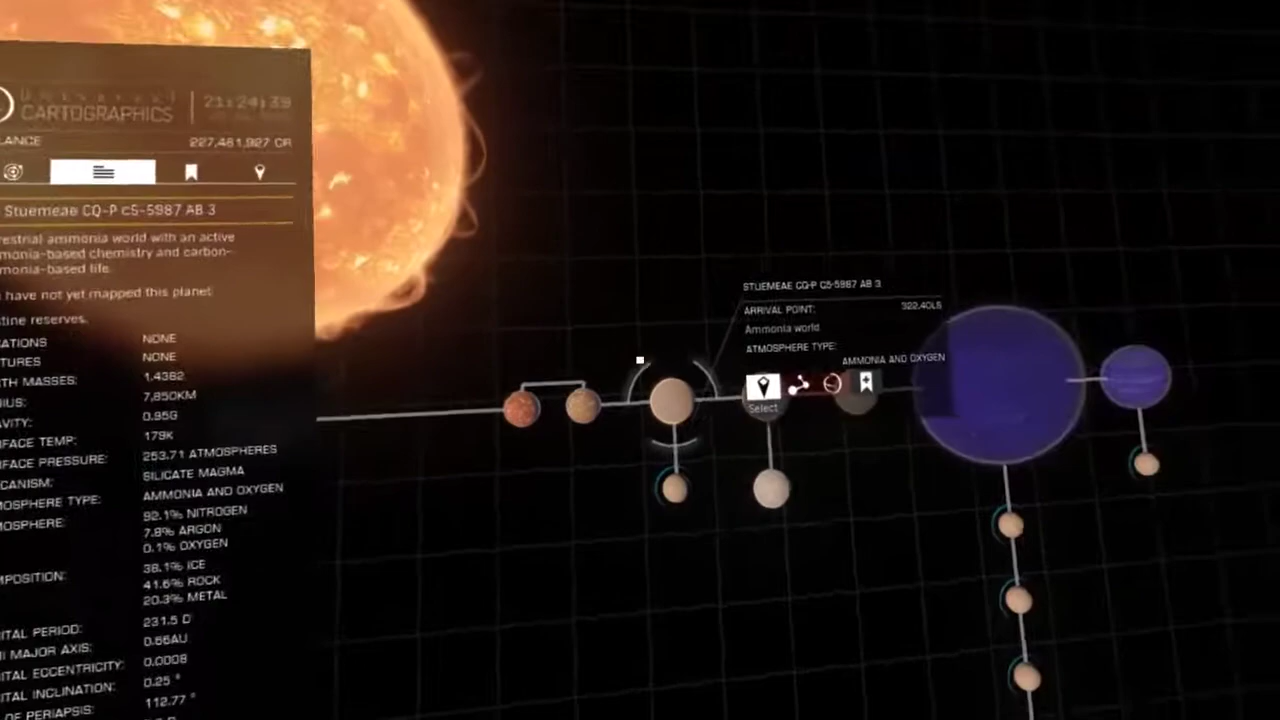 CARTOGRAPHICS
21:24:39
LANCE
227,461,927 CR
Stuemeae CQ-P c5-5987 AB 3
restrial ammonia world with an active
monia-based chemistry and carbon-
monia-based life.
have not yet mapped this planet
stine reserves.
CATIONS NONE
TURES NONE
TH MASSES: 1.4382
IUS: 7,850KM
AVITY: 0.95G
RFACE TEMP: 179K
RFACE PRESSURE: 253.71 ATMOSPHERES
CANISM: SILICATE MAGMA
MOSPHERE TYPE: AMMONIA AND OXYGEN
MOSPHERE: 92.1% NITROGEN
7.8% ARGON
0.1% OXYGEN
MPOSITION: 38.1% ICE
41.6% ROCK
20.3% METAL
ITAL PERIOD: 231.5 D
MI MAJOR AXIS: 0.66AU
ITAL ECCENTRICITY: 0.0008
ITAL INCLINATION: 0.25 °
OF PERIAPSIS: 112.77 °
STUEMEAE CQ-P C5-5987 AB 3
ARRIVAL POINT: 322.40LS
Ammonia world
ATMOSPHERE TYPE:
AMMONIA AND OXYGEN
Select